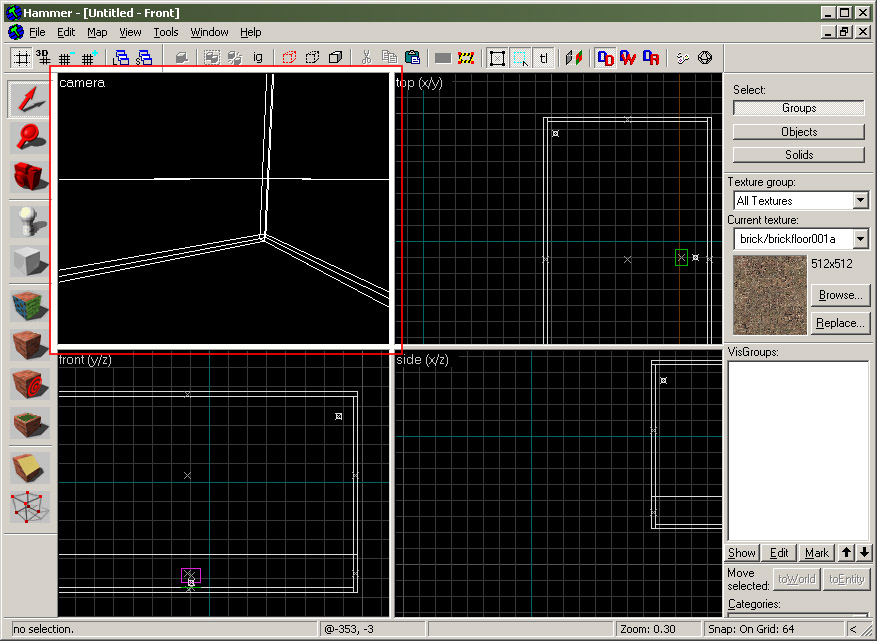 Hammer - [Untitled - Front]
File Edit Map View Tools Window Help
3D L S ig tl
camera
top (x/y)
front (y/z)
side (x/z)
Select:
Groups
Objects
Solids
Texture group:
All Textures
Current texture:
brick/brickfloor001a
512x512
Browse...
Replace...
VisGroups:
Show Edit Mark
Move selected:
toWorld toEntity
Categories:
no selection.
@-353, -3
Zoom: 0.30
Snap: On Grid: 64
<